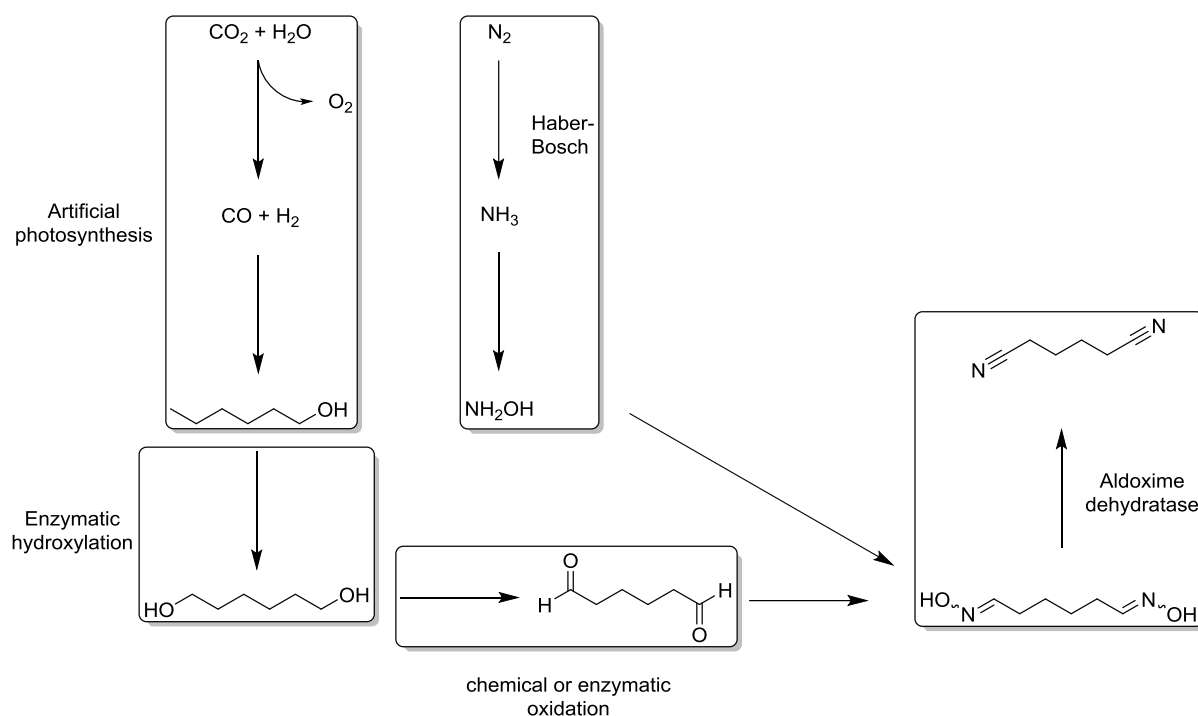 CO₂ + H₂O
O₂
CO + H₂
Artificial
photosynthesis
OH
N₂
Haber-
Bosch
NH₃
NH₂OH
Enzymatic
hydroxylation
HO
OH
O
H
H
O
chemical or enzymatic
oxidation
N
N
Aldoxime
dehydratase
HO
N
N
OH